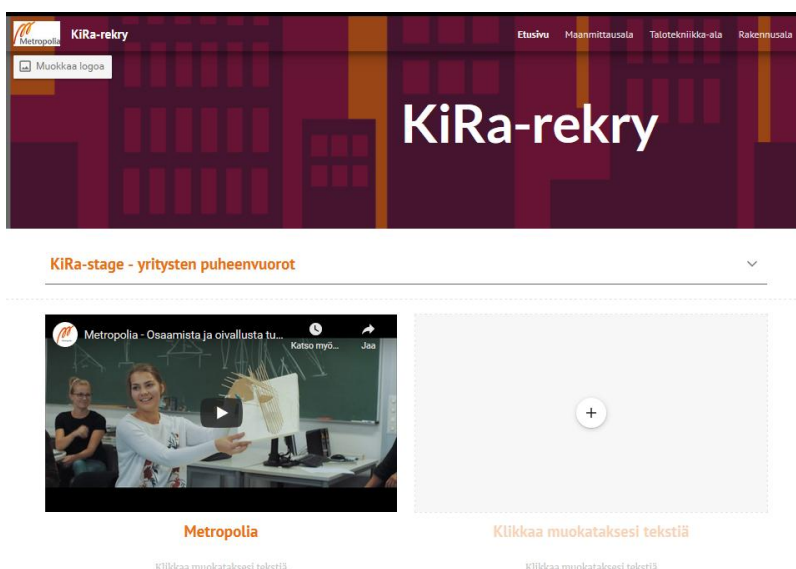 Metropolia
KiRa-rekry
Etusivu Maanmittausala Talotekniikka-ala Rakennusala
Muokkaa logoa
KiRa-rekry
KiRa-stage - yritysten puheenvuorot
Metropolia - Osaamista ja oivallusta tu...
Katso myö...
Jaa
Metropolia
Klikkaa muokataksesi tekstiä
Klikkaa muokataksesi tekstiä
Klikkaa muokataksesi tekstiä